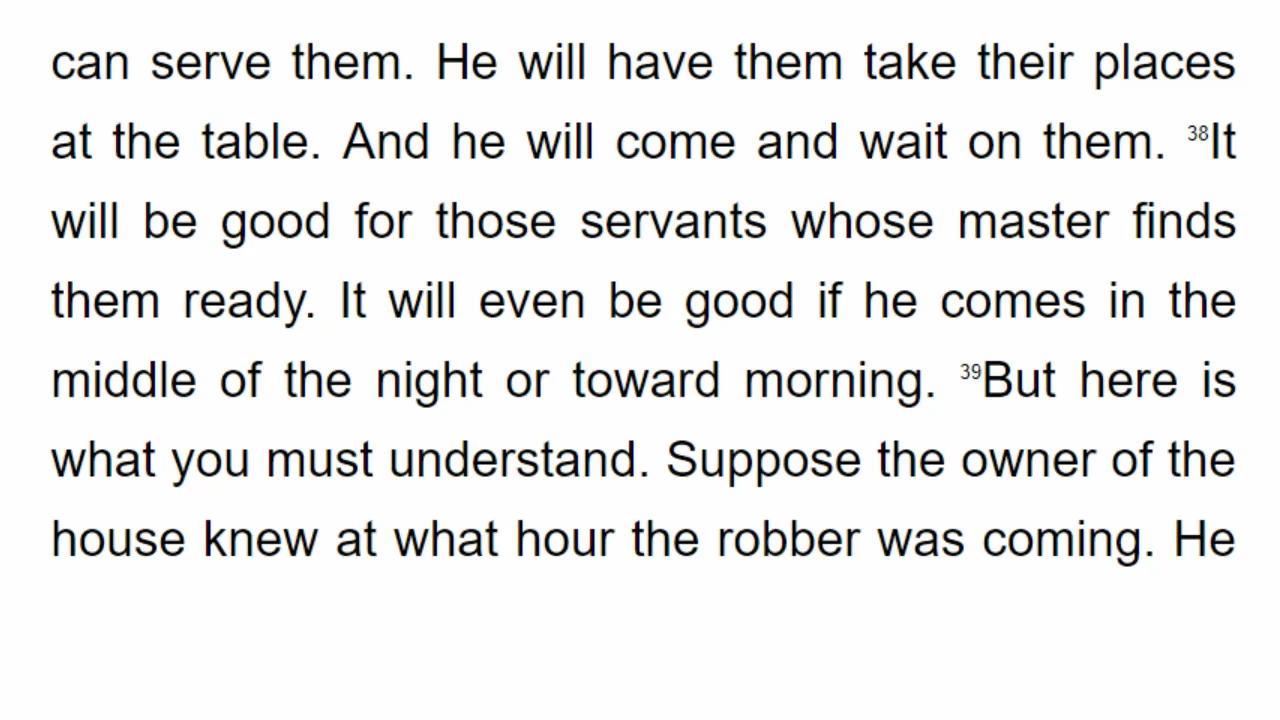 can serve them. He will have them take their places
at the table. And he will come and wait on them. 38It
will be good for those servants whose master finds
them ready. It will even be good if he comes in the
middle of the night or toward morning. 39But here is
what you must understand. Suppose the owner of the
house knew at what hour the robber was coming. He